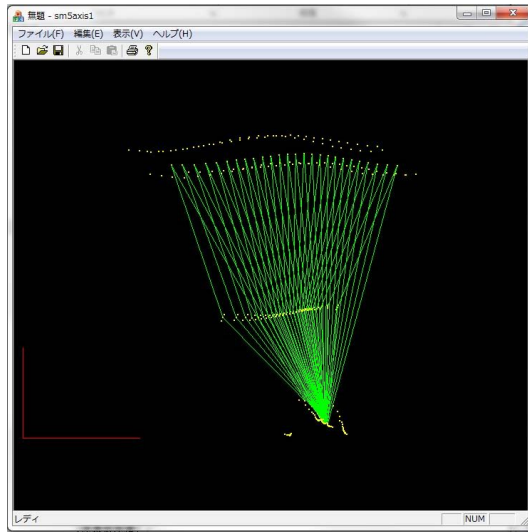 無題 - sm5axis1
ファイル(F) 編集(E) 表示(V) ヘルプ(H)
レディ NUM